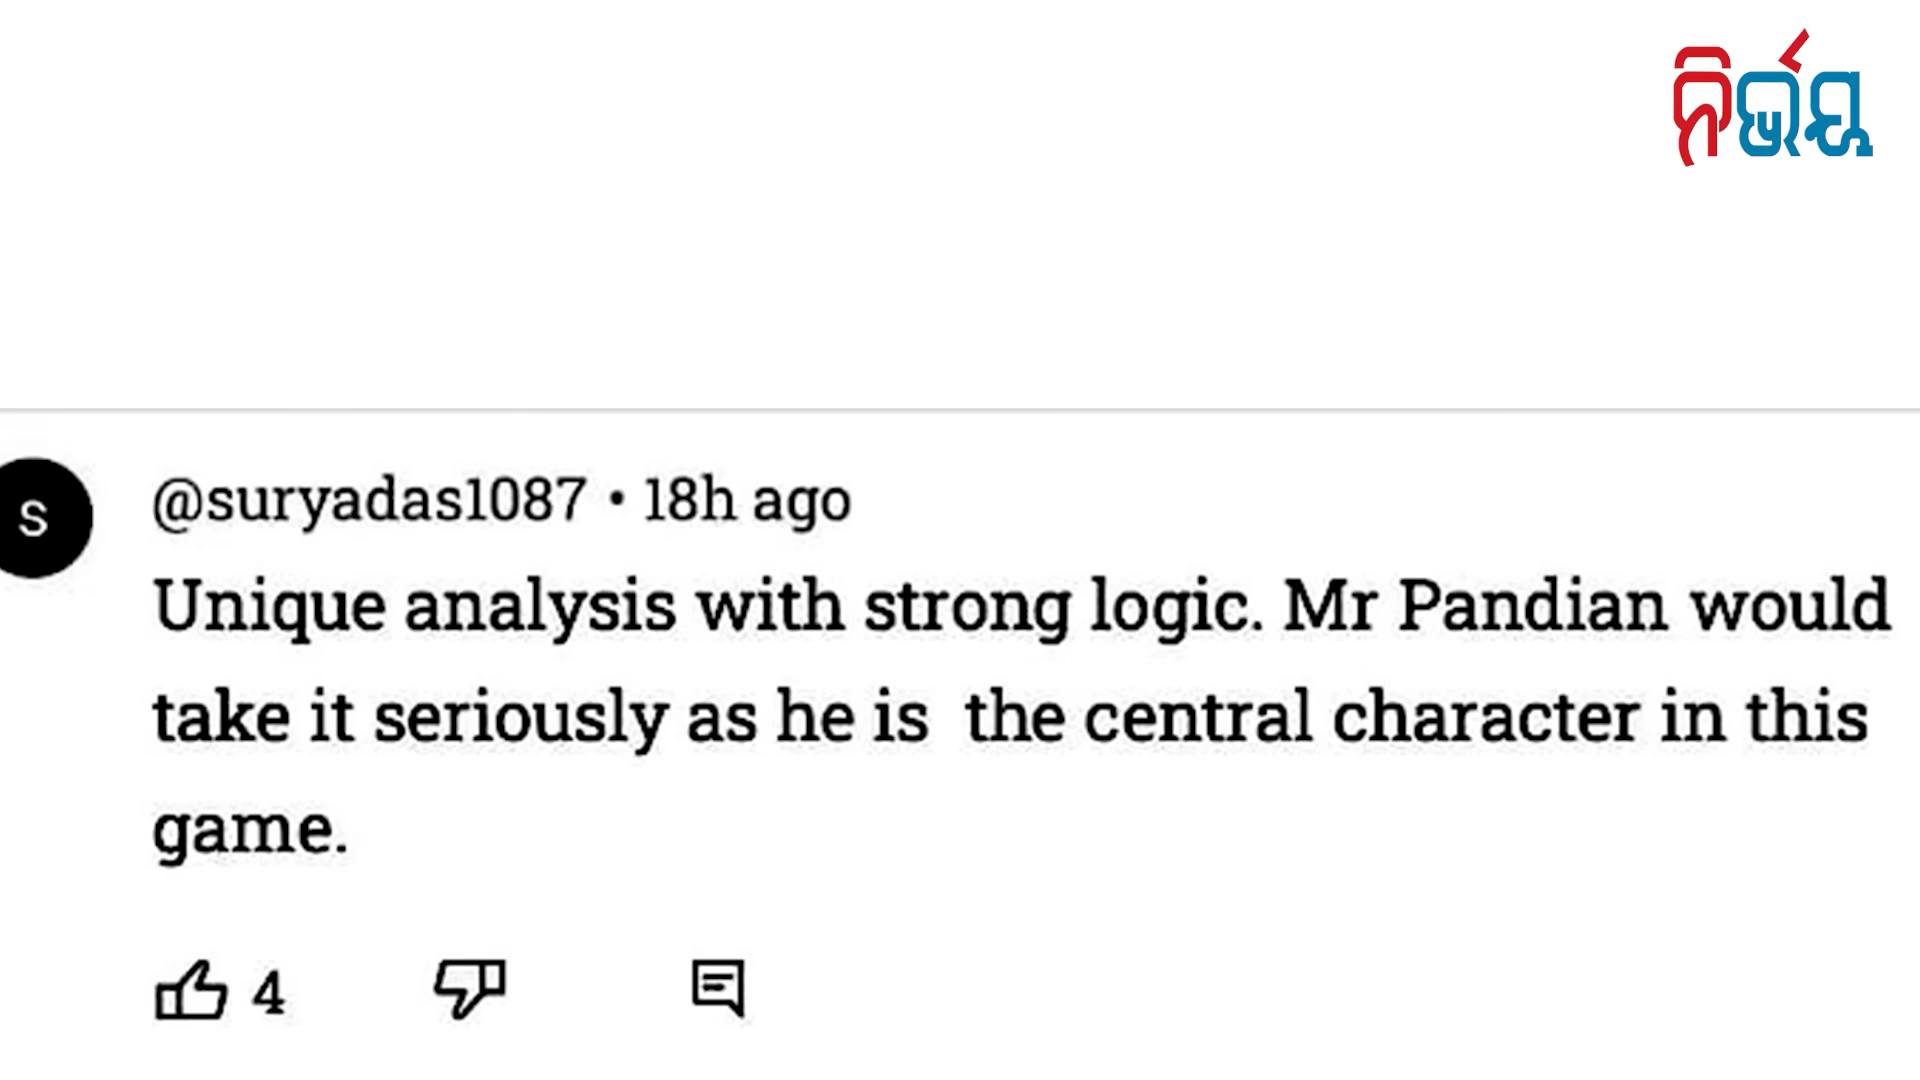 ନିର୍ଭୟ
S
@suryadas1087 • 18h ago
Unique analysis with strong logic. Mr Pandian would
take it seriously as he is  the central character in this
game.
4